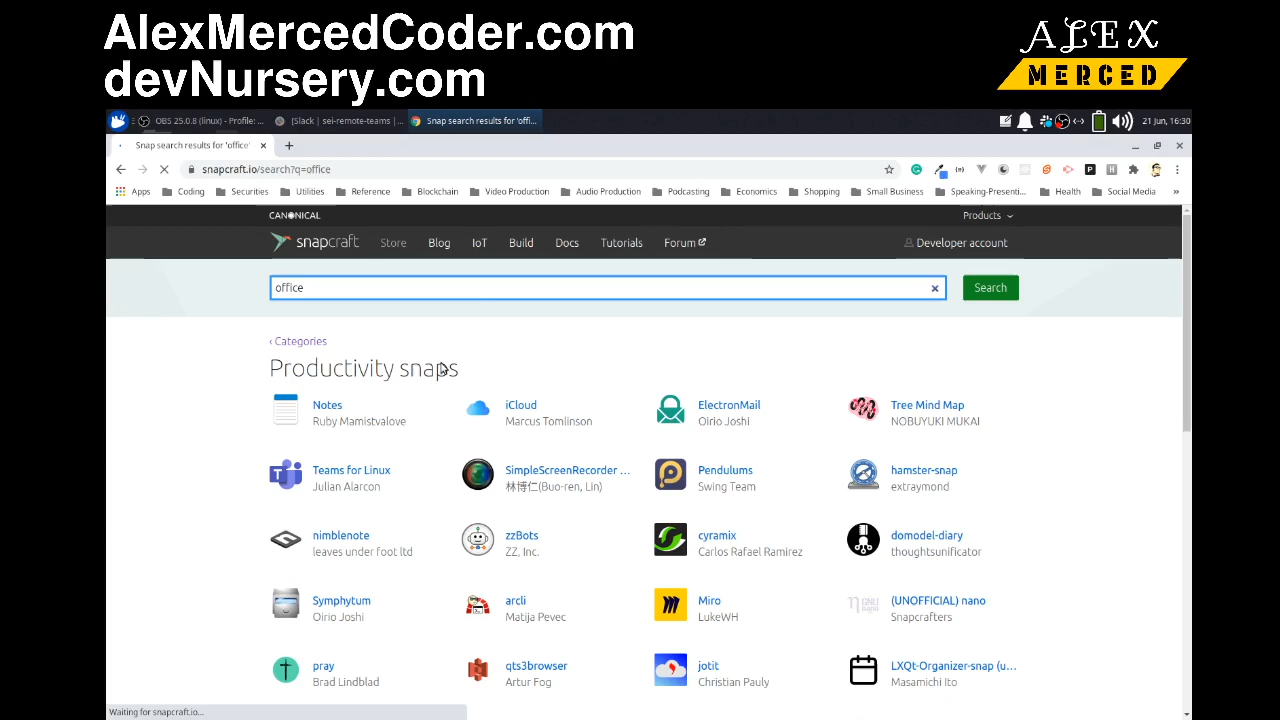 AlexMercedCoder.com
devNursery.com
ALEX
MERCED
OBS 25.0.8 (linux) - Profile: ...
[Slack | sei-remote-teams | ...
Snap search results for 'offi...
21 Jun, 16:30
Snap search results for 'office'
snapcraft.io/search?q=office
Apps
Coding
Securities
Utilities
Reference
Blockchain
Video Production
Audio Production
Podcasting
Economics
Shopping
Small Business
Speaking-Presenti...
Health
Social Media
»
CANONICAL
Products
snapcraft
Store
Blog
IoT
Build
Docs
Tutorials
Forum
Developer account
office
Search
‹ Categories
Productivity snaps
Notes
Ruby Mamistvalove
iCloud
Marcus Tomlinson
ElectronMail
Oirio Joshi
Tree Mind Map
NOBUYUKI MUKAI
Teams for Linux
Julian Alarcon
SimpleScreenRecorder ...
林博仁(Buo-ren, Lin)
Pendulums
Swing Team
hamster-snap
extraymond
nimblenote
leaves under foot ltd
zzBots
ZZ, Inc.
cyramix
Carlos Rafael Ramirez
domodel-diary
thoughtsunificator
Symphytum
Oirio Joshi
arcli
Matija Pevec
Miro
LukeWH
(UNOFFICIAL) nano
Snapcrafters
pray
Brad Lindblad
qts3browser
Artur Fog
jotit
Christian Pauly
LXQt-Organizer-snap (u...
Masamichi Ito
Waiting for snapcraft.io...